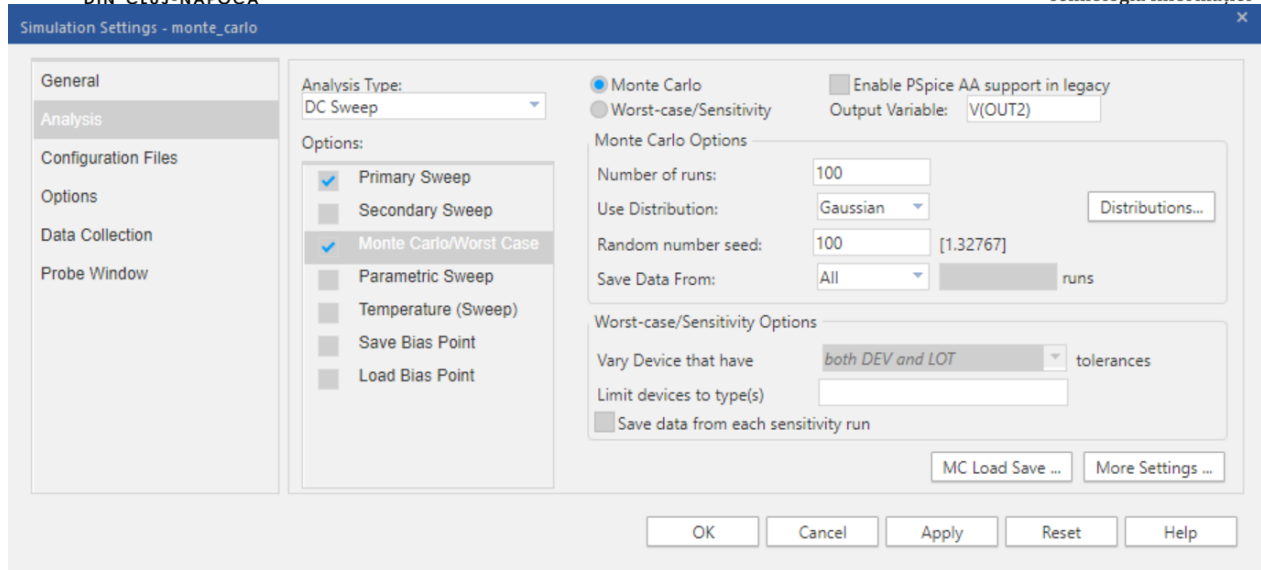 DIN CLUJ-NAPOCA
Simulation Settings - monte_carlo
×
General
Analysis
Configuration Files
Options
Data Collection
Probe Window
Analysis Type:
DC Sweep
Options:
Primary Sweep
Secondary Sweep
Monte Carlo/Worst Case
Parametric Sweep
Temperature (Sweep)
Save Bias Point
Load Bias Point
Monte Carlo
Enable PSpice AA support in legacy
Worst-case/Sensitivity
Output Variable: V(OUT2)
Monte Carlo Options
Number of runs: 100
Use Distribution: Gaussian
Distributions...
Random number seed: 100 [1.32767]
Save Data From: All runs
Worst-case/Sensitivity Options
Vary Device that have both DEV and LOT tolerances
Limit devices to type(s)
Save data from each sensitivity run
MC Load Save ...
More Settings ...
OK
Cancel
Apply
Reset
Help